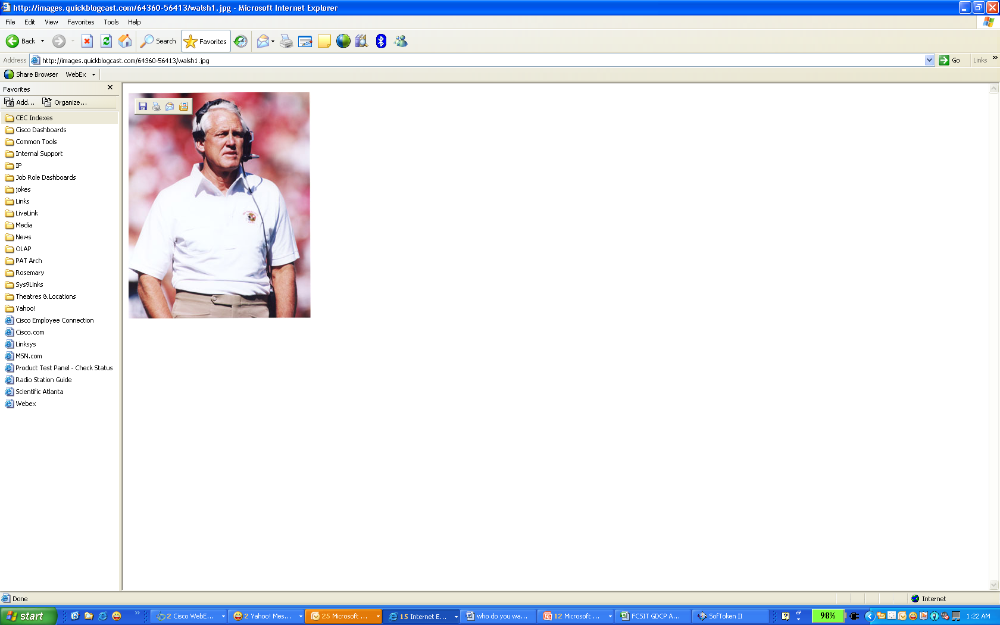 http://images.quickblogcast.com/64360-56413/walsh1.jpg - Microsoft Internet Explorer
File Edit View Favorites Tools Help
Back Search Favorites
Address http://images.quickblogcast.com/64360-56413/walsh1.jpg Go Links »
Share Browser WebEx
Favorites
Add... Organize...
CEC Indexes
Cisco Dashboards
Common Tools
Internal Support
IP
Job Role Dashboards
jokes
Links
LiveLink
Media
News
OLAP
PAT Arch
Rosemary
Sys9Links
Theatres & Locations
Yahoo!
Cisco Employee Connection
Cisco.com
Linksys
MSN.com
Product Test Panel - Check Status
Radio Station Guide
Scientific Atlanta
Webex
Done Internet
start » 2 Cisco WebE... 2 Yahoo! Mes... 25 Microsoft ... 15 Internet E... who do you wa... 12 Microsoft ... FCSIT GDCP A... SofToken II 98% 1:22 AM